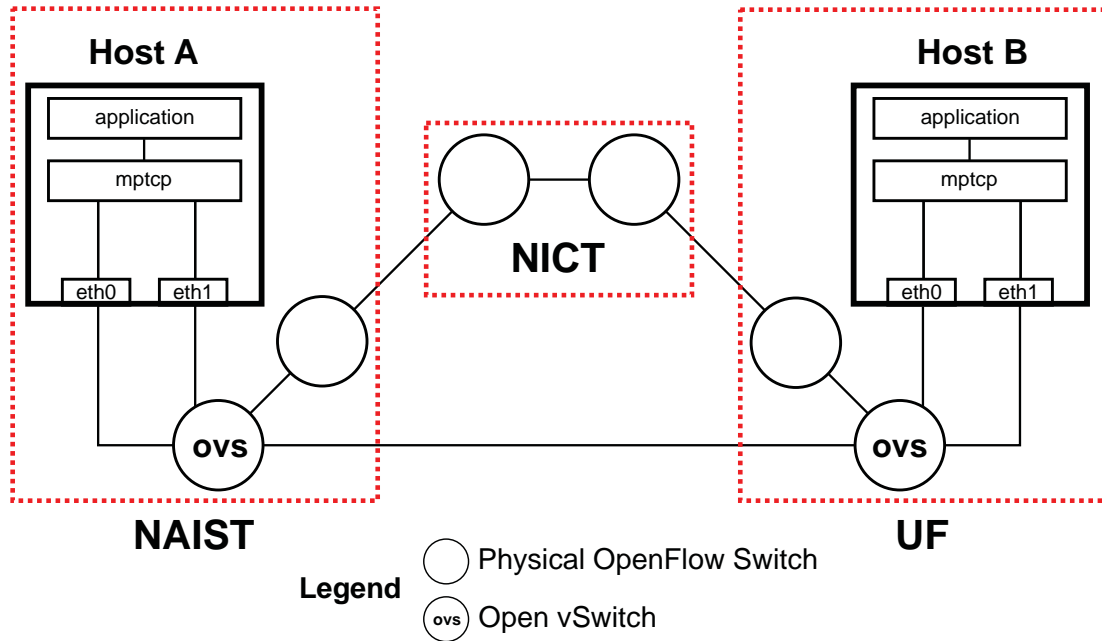 Host A
application
mptcp
eth0
eth1
ovs
NAIST
NICT
Host B
application
mptcp
eth0
eth1
ovs
UF
Legend
Physical OpenFlow Switch
ovs
Open vSwitch